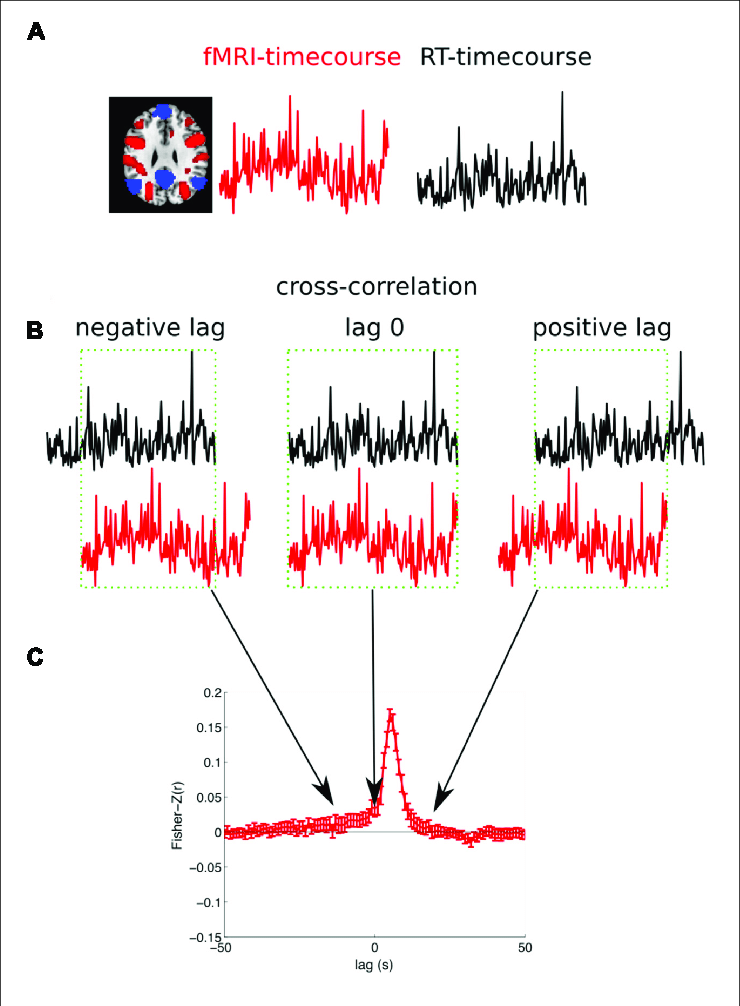 A
fMRI-timecourse RT-timecourse
cross-correlation
B
negative lag lag 0 positive lag
C
0.2
0.15
0.1
0.05
0
−0.05
−0.1
−0.15
Fisher−Z(r)
−50 0 50
lag (s)